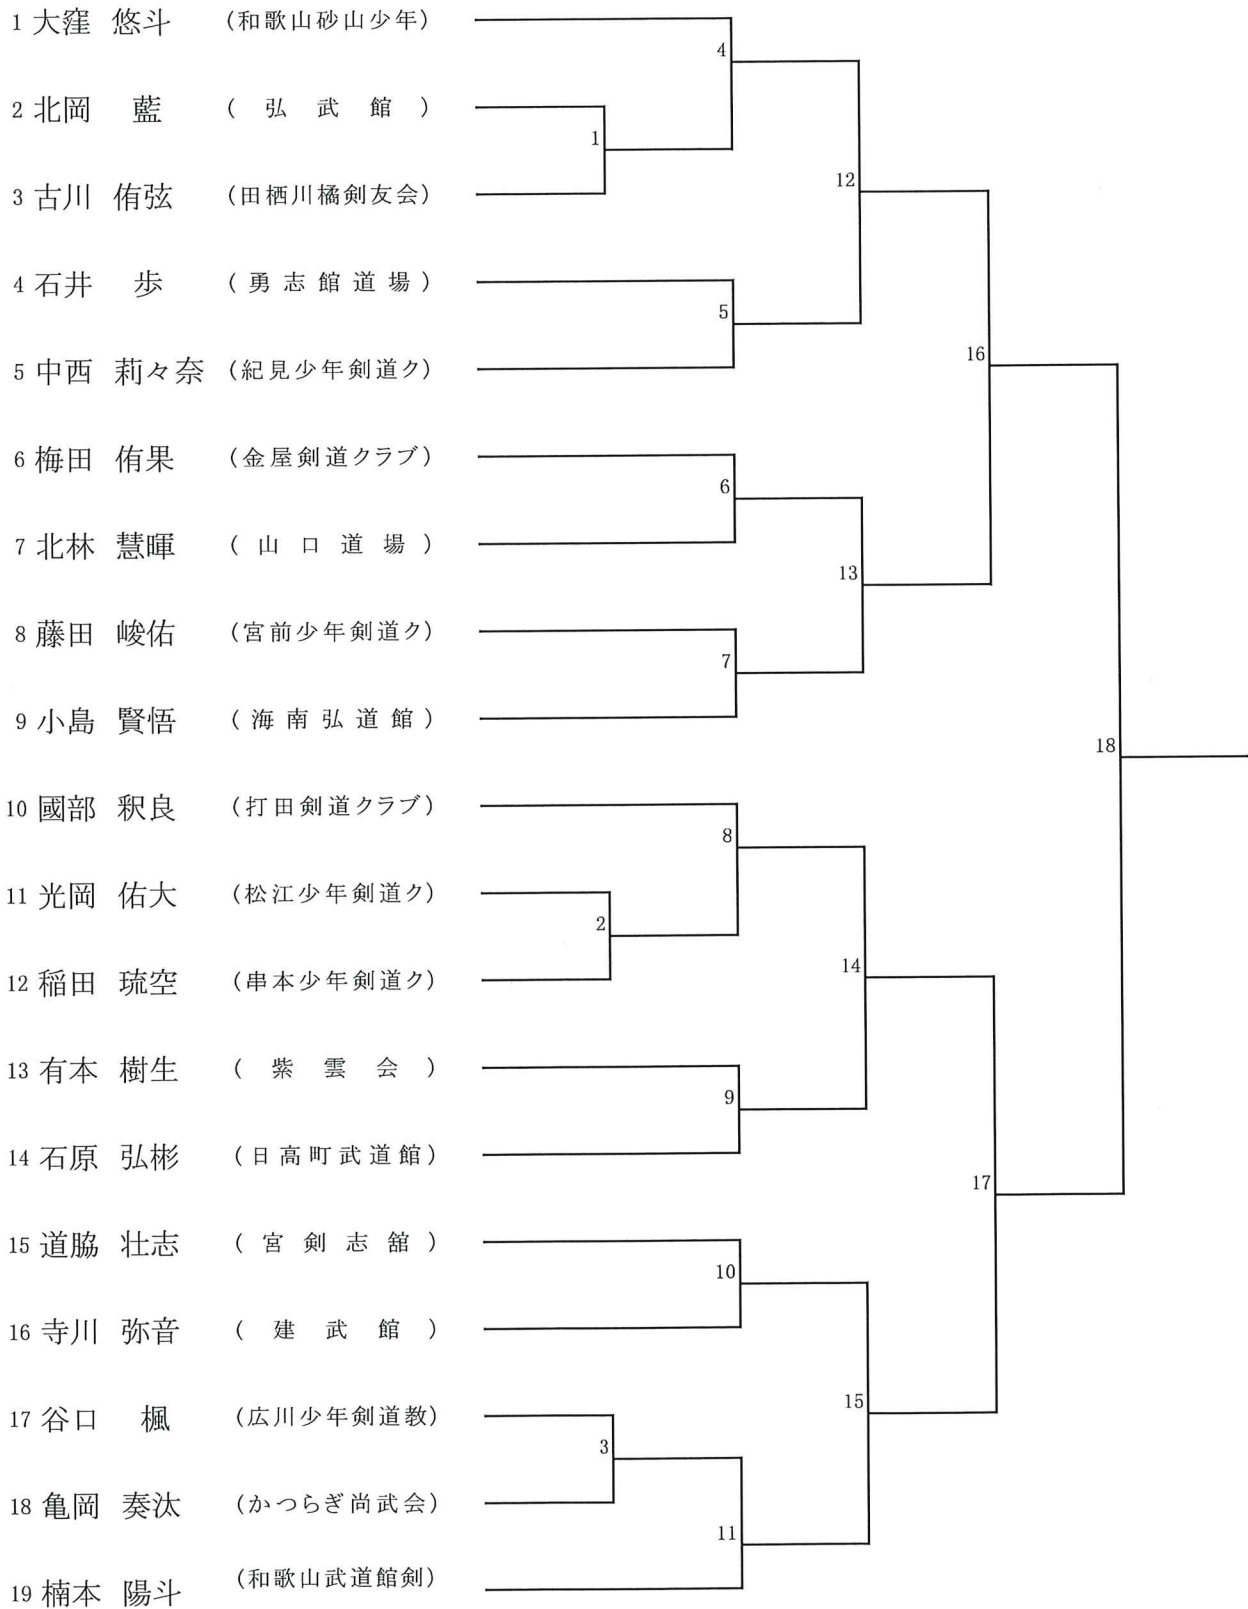 1 大窪 悠斗 (和歌山砂山少年)
2 北岡 藍 (弘武館)
3 古川 侑弦 (田栖川橘剣友会)
4 石井 歩 (勇志館道場)
5 中西 莉々奈 (紀見少年剣道ク)
6 梅田 侑果 (金屋剣道クラブ)
7 北林 慧暉 (山口道場)
8 藤田 峻佑 (宮前少年剣道ク)
9 小島 賢悟 (海南弘道館)
10 國部 釈良 (打田剣道クラブ)
11 光岡 佑大 (松江少年剣道ク)
12 稲田 琉空 (串本少年剣道ク)
13 有本 樹生 (紫雲会)
14 石原 弘彬 (日高町武道館)
15 道脇 壮志 (宮剣志舘)
16 寺川 弥音 (建武館)
17 谷口 楓 (広川少年剣道教)
18 亀岡 奏汰 (かつらぎ尚武会)
19 楠本 陽斗 (和歌山武道館剣)
1
2
3
4
5
6
7
8
9
10
11
12
13
14
15
16
17
18